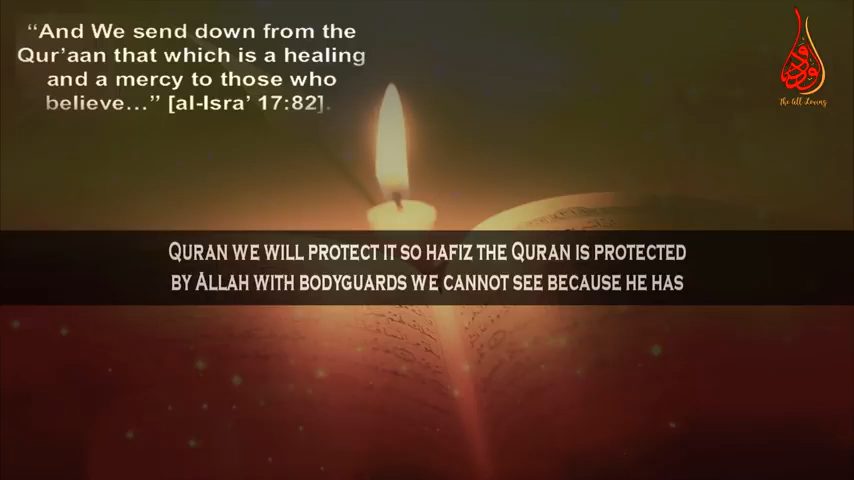 “And We send down from the
Qur’aan that which is a healing
and a mercy to those who
believe…” [al-Isra’ 17:82].
The All-Loving
QURAN WE WILL PROTECT IT SO HAFIZ THE QURAN IS PROTECTED
BY ALLAH WITH BODYGUARDS WE CANNOT SEE BECAUSE HE HAS